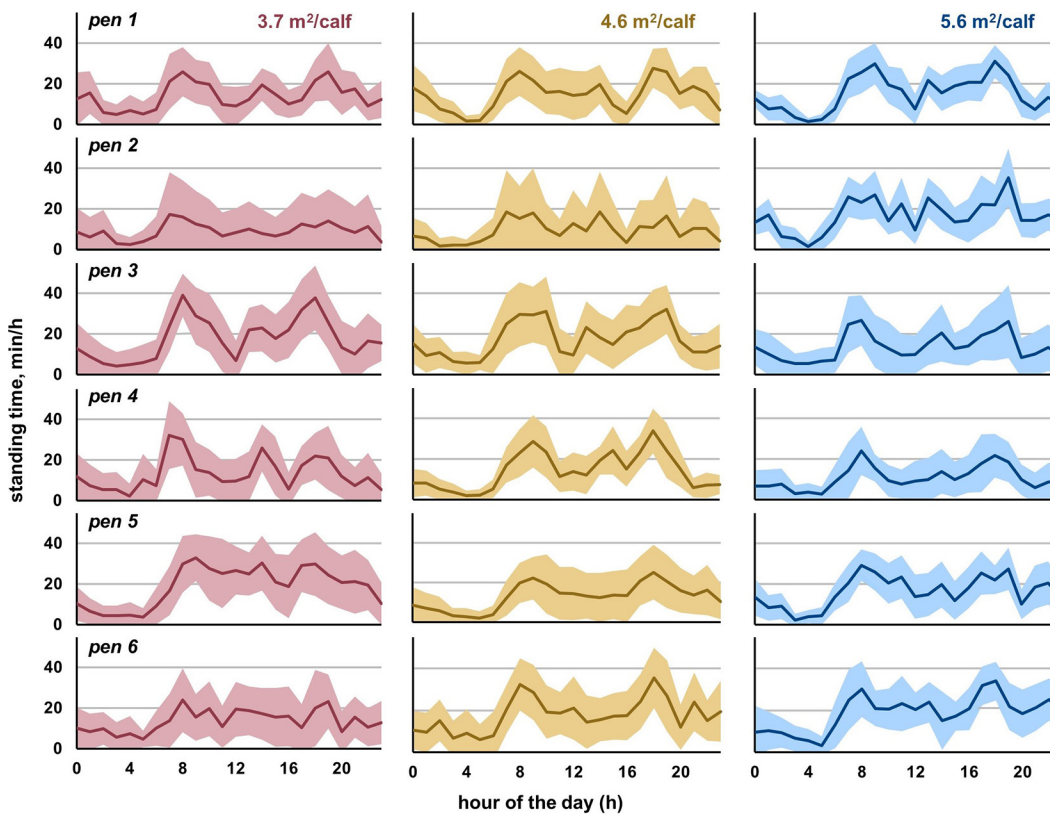 pen 1 3.7 m²/calf 4.6 m²/calf 5.6 m²/calf
40
20
0
pen 2
40
20
0
pen 3
40
20
0
pen 4
40
20
0
pen 5
40
20
0
pen 6
40
20
0
0 4 8 12 16 20 0 4 8 12 16 20 0 4 8 12 16 20
standing time, min/h
hour of the day (h)